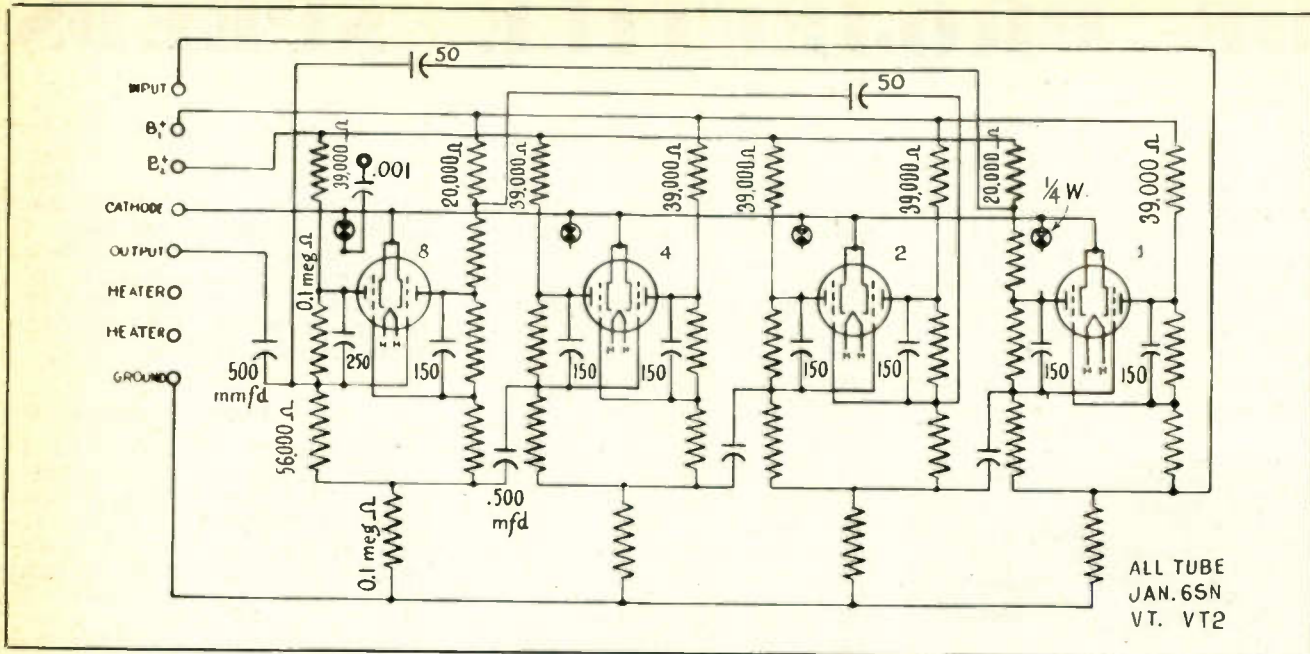 INPUT
B₁⁺
B₂⁺
CATHODE
OUTPUT
HEATER
HEATER
GROUND
50
50
39,000 Ω
.001
20,000 Ω
39,000 Ω
39,000 Ω
39,000 Ω
39,000 Ω
20,000 Ω
¼ W.
39,000 Ω
8
4
2
1
0.1 meg Ω
H H
H H
H H
H H
500
mmfd
250
150
150
150
150
150
150
150
56,000 Ω
.500
mfd
0.1 meg Ω
ALL TUBE
JAN. 6SN
VT. VT2